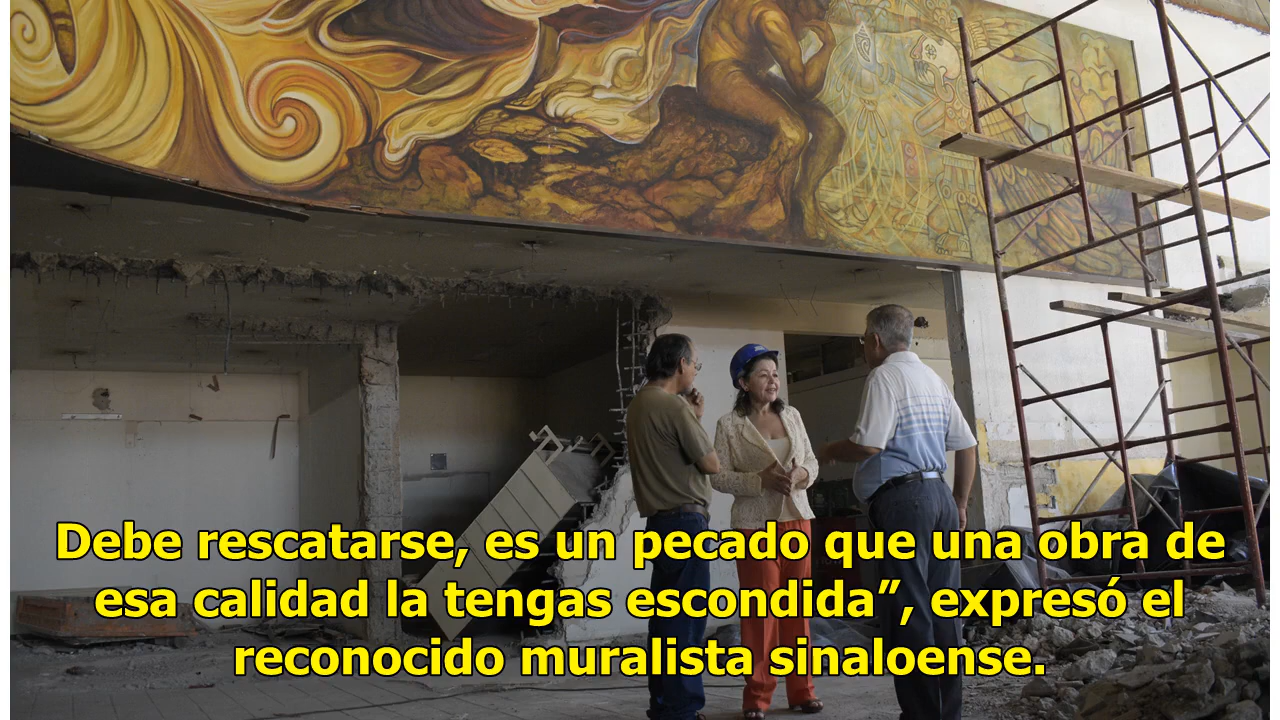 Debe rescatarse, es un pecado que una obra de
esa calidad la tengas escondida”, expresó el
reconocido muralista sinaloense.